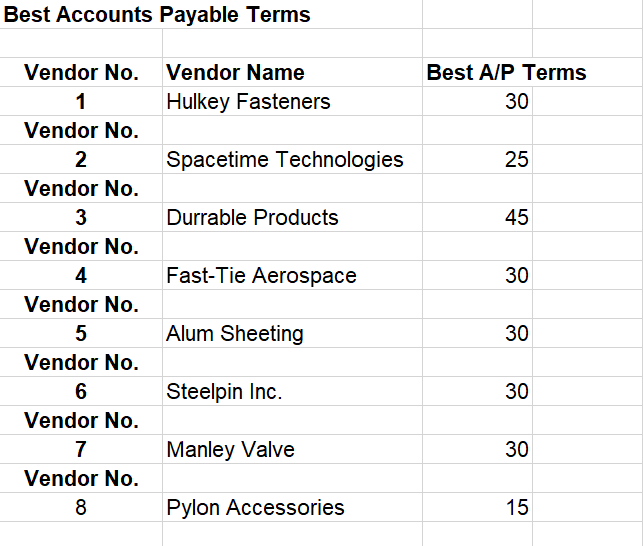 Best Accounts Payable Terms
Vendor No. Vendor Name Best A/P Terms
1 Hulkey Fasteners 30
Vendor No.
2 Spacetime Technologies 25
Vendor No.
3 Durrable Products 45
Vendor No.
4 Fast-Tie Aerospace 30
Vendor No.
5 Alum Sheeting 30
Vendor No.
6 Steelpin Inc. 30
Vendor No.
7 Manley Valve 30
Vendor No.
8 Pylon Accessories 15